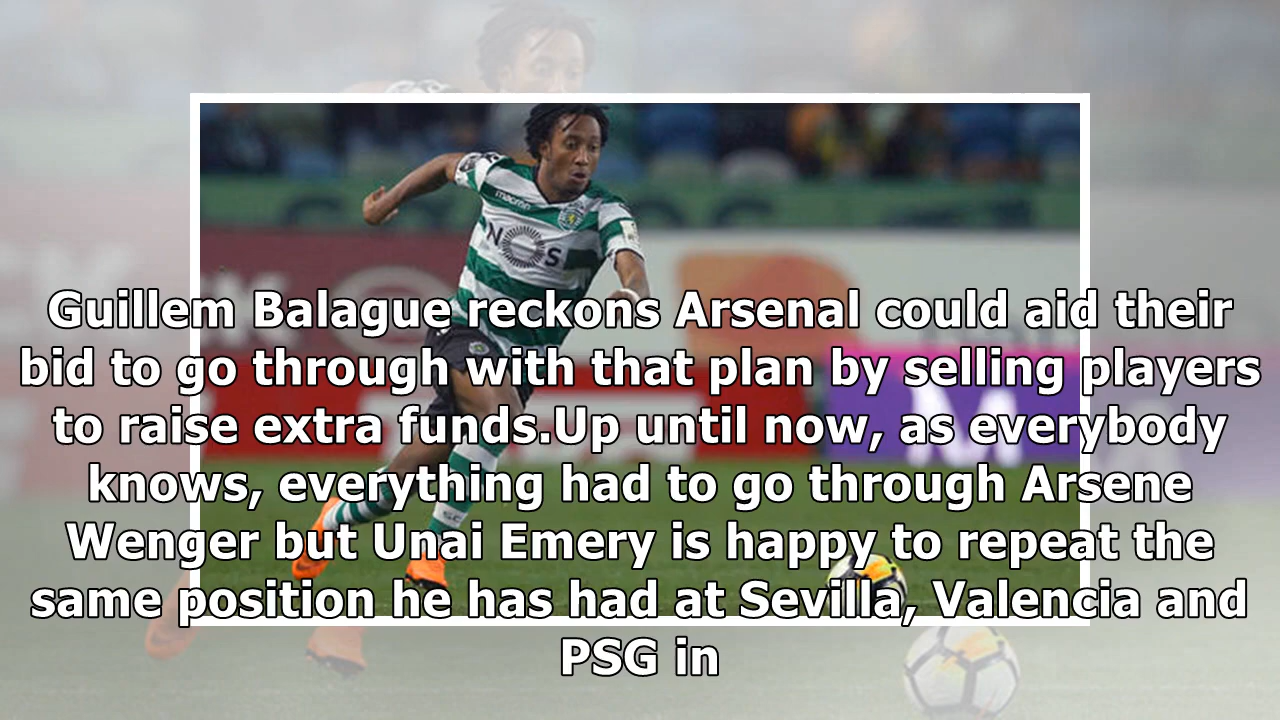 macron
NOS
Guillem Balague reckons Arsenal could aid their
bid to go through with that plan by selling players
to raise extra funds.Up until now, as everybody
knows, everything had to go through Arsene
Wenger but Unai Emery is happy to repeat the
same position he has had at Sevilla, Valencia and
PSG in